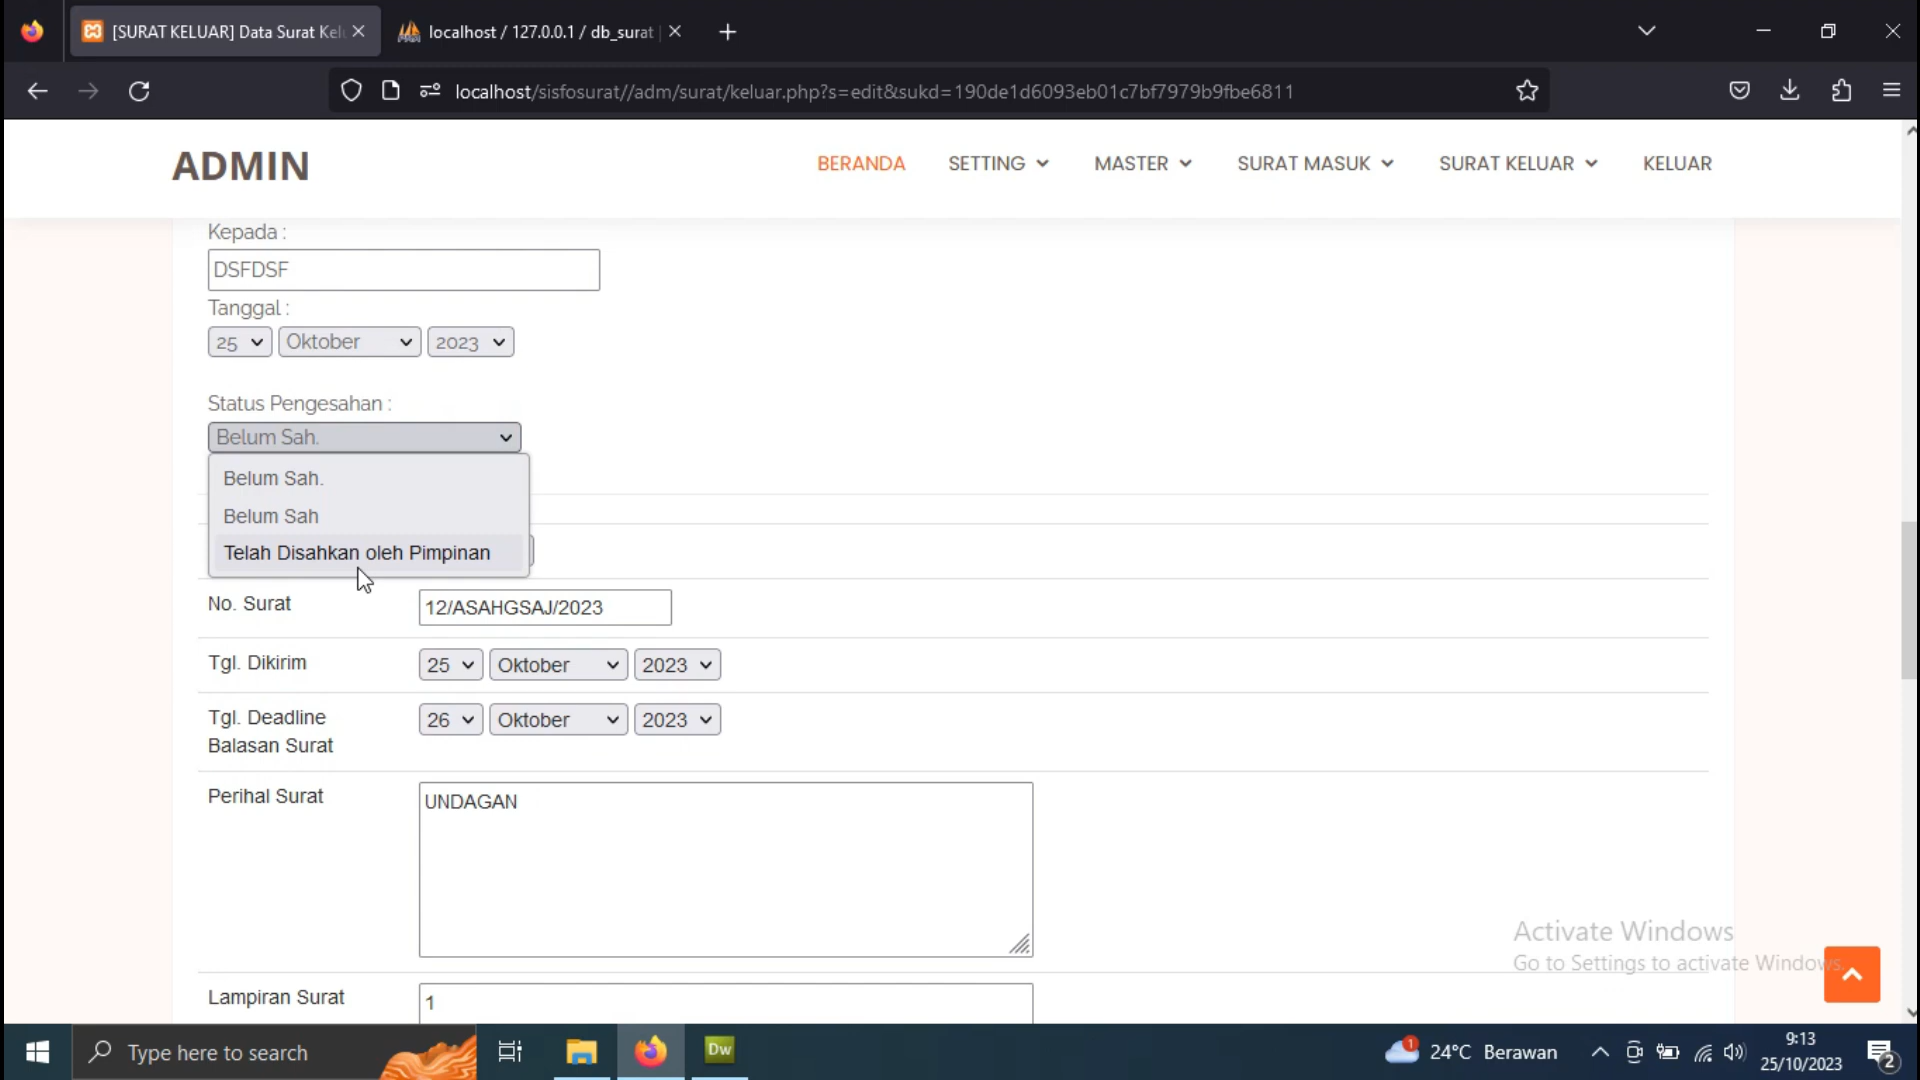 [SURAT KELUAR] Data Surat Kel
localhost / 127.0.0.1 / db_surat
localhost/sisfosurat//adm/surat/keluar.php?s=edit&sukd=190de1d6093eb01c7bf7979b9fbe6811
ADMIN
BERANDA
SETTING
MASTER
SURAT MASUK
SURAT KELUAR
KELUAR
Kepada :
DSFDSF
Tanggal :
25 Oktober 2023
Status Pengesahan :
Belum Sah.
Belum Sah.
Belum Sah
Telah Disahkan oleh Pimpinan
No. Surat
12/ASAHGSAJ/2023
Tgl. Dikirim
25 Oktober 2023
Tgl. Deadline
Balasan Surat
26 Oktober 2023
Perihal Surat
UNDAGAN
Lampiran Surat
1
Activate Windows
Go to Settings to activate Windows.
Type here to search
Dw
1
24°C Berawan
9:13
25/10/2023
2